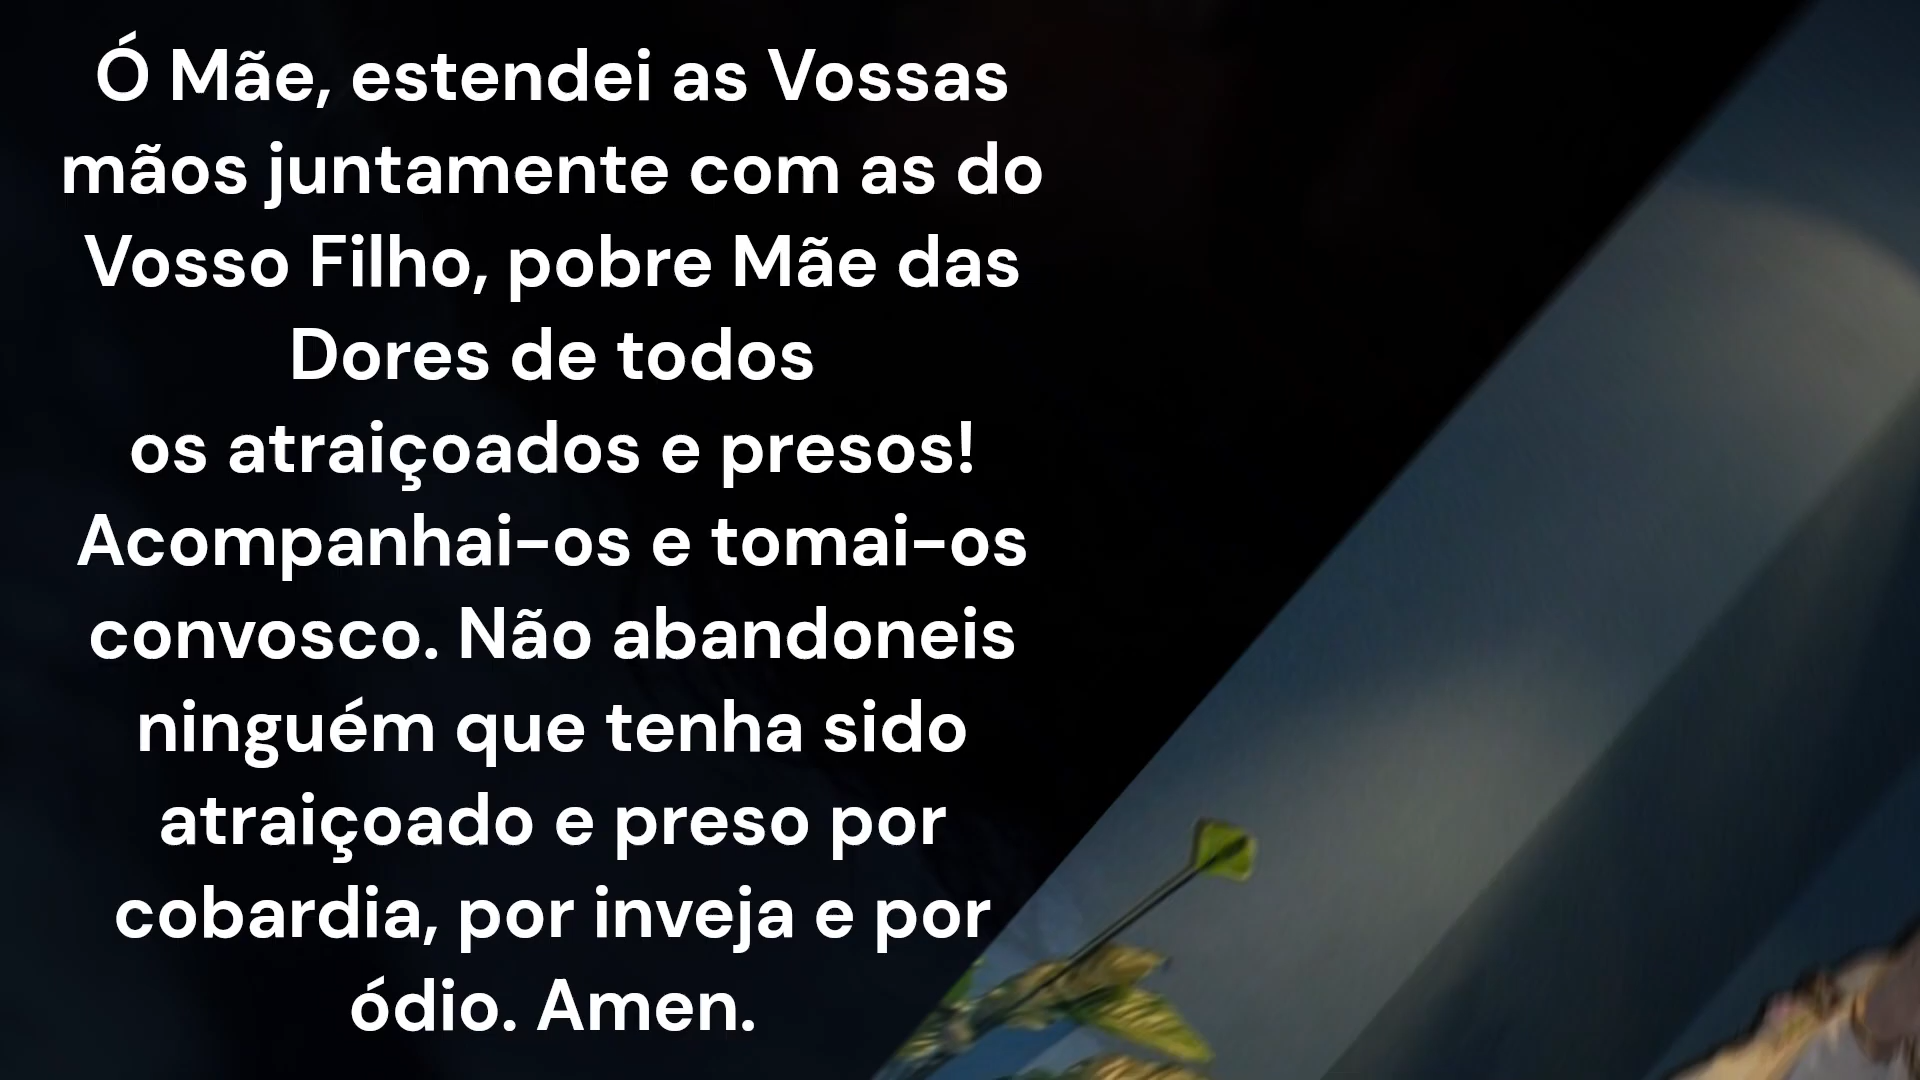 Ó Mãe, estendei as Vossas
mãos juntamente com as do
Vosso Filho, pobre Mãe das
Dores de todos
os atraiçoados e presos!
Acompanhai-os e tomai-os
convosco. Não abandoneis
ninguém que tenha sido
atraiçoado e preso por
cobardia, por inveja e por
ódio. Amen.